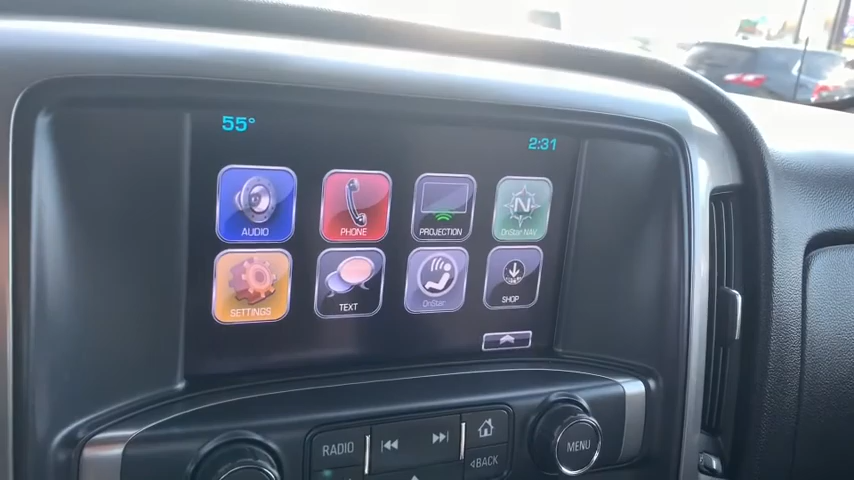 55°
2:31
AUDIO
PHONE
PROJECTION
N
OnStar NAV
SETTINGS
TEXT
OnStar
SHOP
RADIO
BACK
MENU